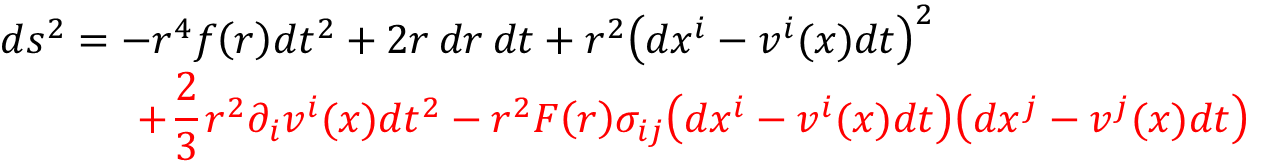 ds² = −r⁴f(r)dt² + 2r dr dt + r²(dxⁱ − vⁱ(x)dt)²
+ 2/3 r²∂ᵢvⁱ(x)dt² − r²F(r)σᵢⱼ(dxⁱ − vⁱ(x)dt)(dxʲ − vʲ(x)dt)